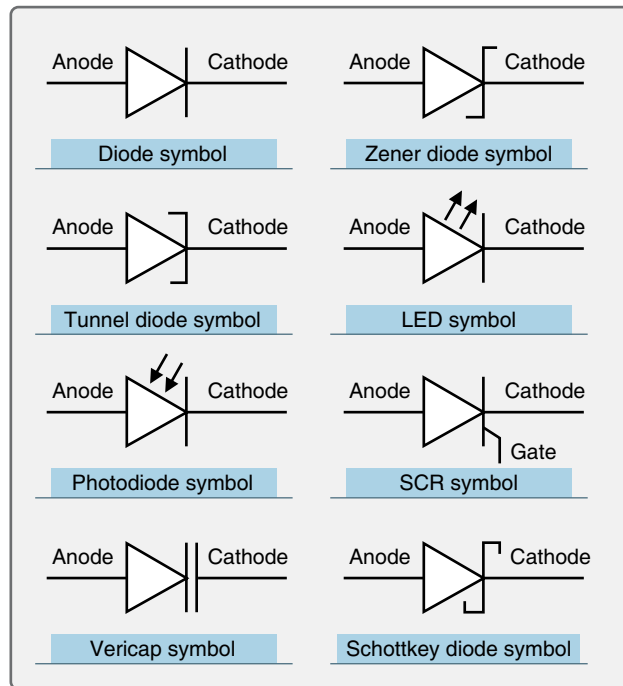 Anode Cathode
Diode symbol
Anode Cathode
Zener diode symbol
Anode Cathode
Tunnel diode symbol
Anode Cathode
LED symbol
Anode Cathode
Photodiode symbol
Anode Cathode
Gate
SCR symbol
Anode Cathode
Vericap symbol
Anode Cathode
Schottkey diode symbol